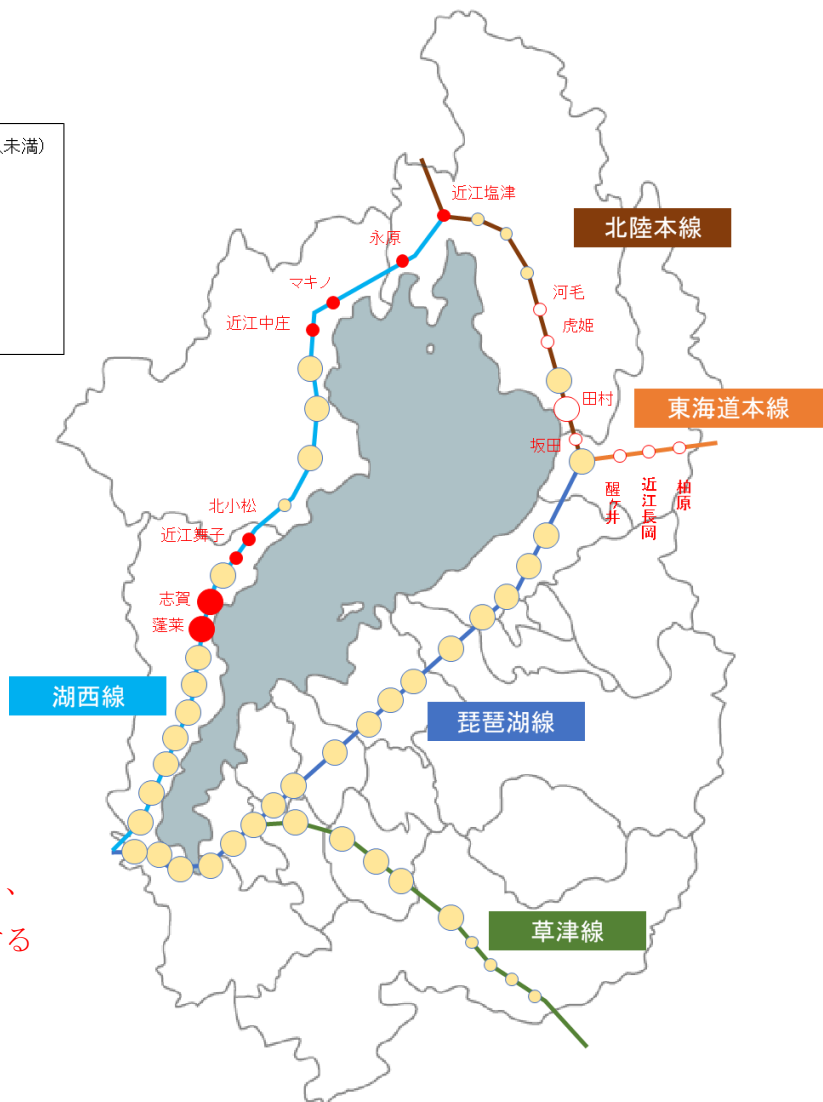 未満)
近江塩津
北陸本線
永原
マキノ
河毛
近江中庄
虎姫
田村
東海道本線
坂田
醒ヶ井
近江長岡
柏原
北小松
近江舞子
志賀
蓬莱
湖西線
琵琶湖線
、
する
草津線